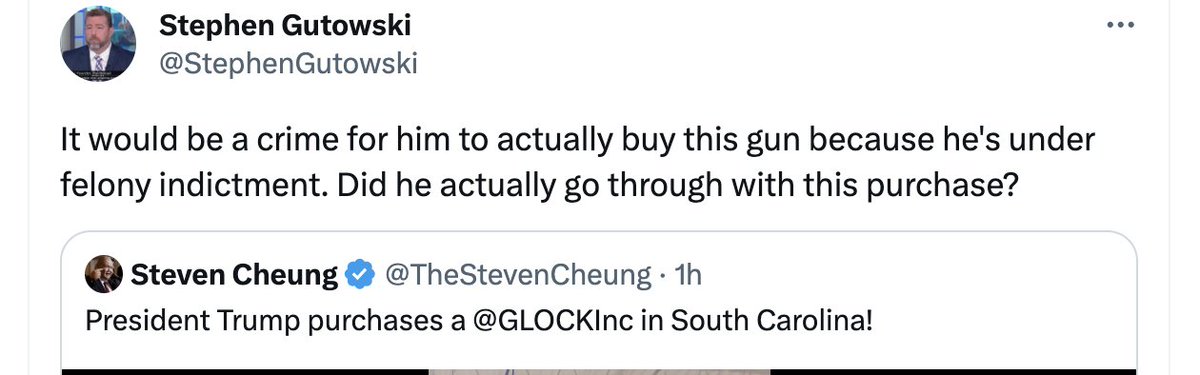 Stephen Gutowski
@StephenGutowski
It would be a crime for him to actually buy this gun because he's under
felony indictment. Did he actually go through with this purchase?
Steven Cheung @TheStevenCheung · 1h
President Trump purchases a @GLOCKInc in South Carolina!